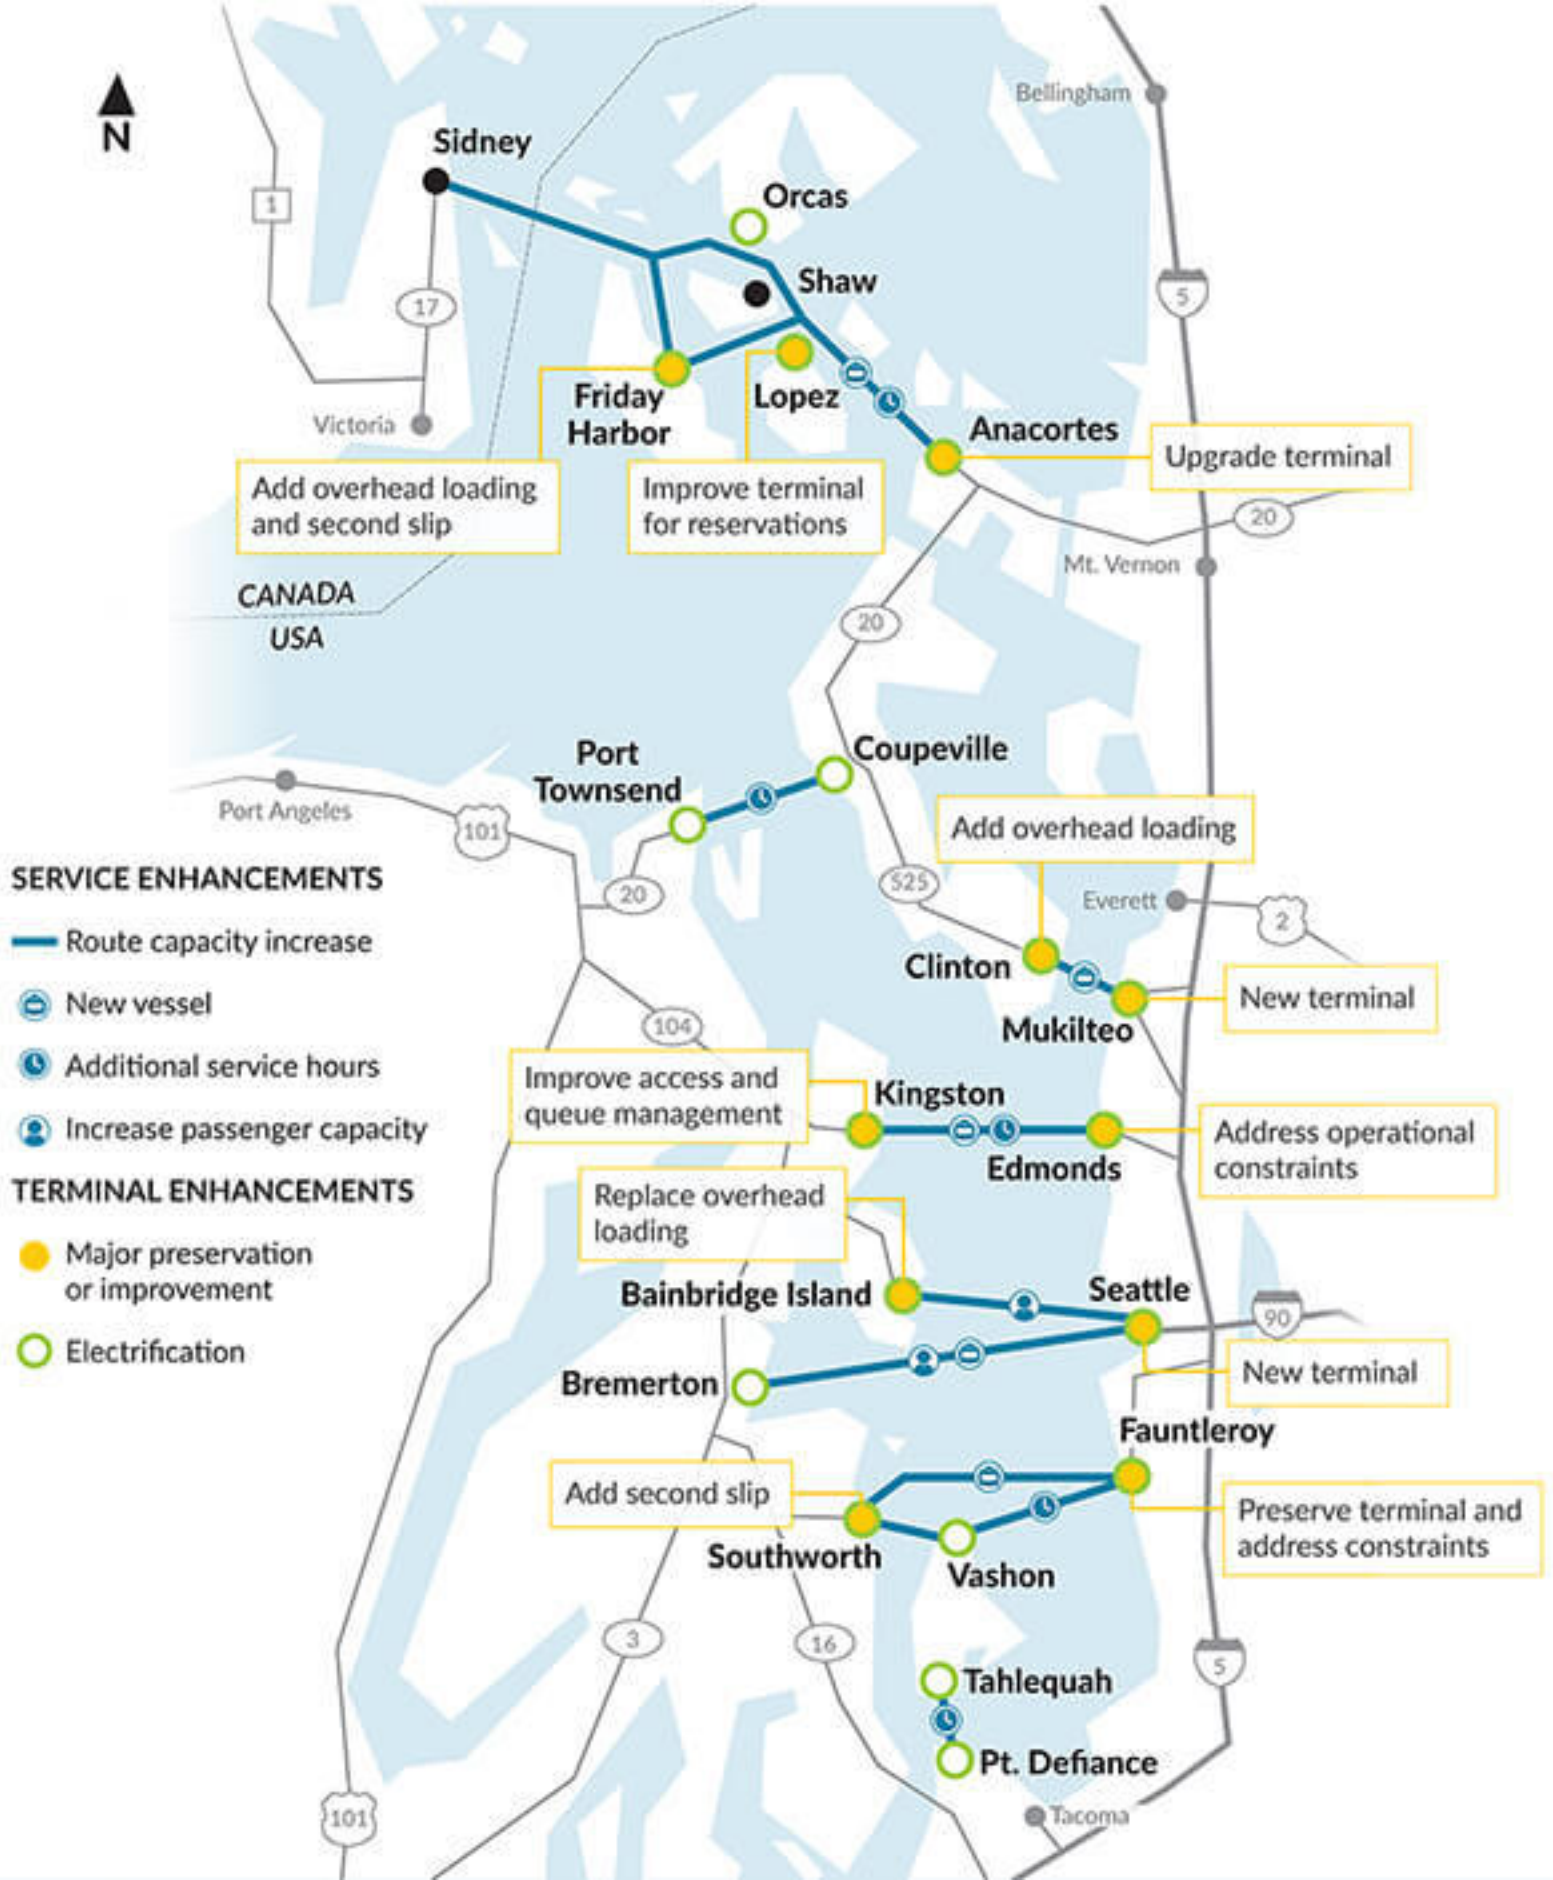 Bellingham
N
Sidney
Orcas
1
Shaw
5
17
Friday
Harbor
Lopez
Victoria
Anacortes
Upgrade terminal
Add overhead loading
and second slip
Improve terminal
for reservations
20
Mt. Vernon
CANADA
USA
20
Port
Townsend
Coupeville
Port Angeles
101
Add overhead loading
20
525
Everett
2
SERVICE ENHANCEMENTS
Route capacity increase
New vessel
Additional service hours
Increase passenger capacity
TERMINAL ENHANCEMENTS
Major preservation
or improvement
Electrification
Clinton
New terminal
Mukilteo
104
Improve access and
queue management
Kingston
Edmonds
Address operational
constraints
Replace overhead
loading
Bainbridge Island
Seattle
90
New terminal
Bremerton
Fauntleroy
Add second slip
Preserve terminal and
address constraints
Southworth
Vashon
3
16
5
Tahlequah
Pt. Defiance
101
Tacoma